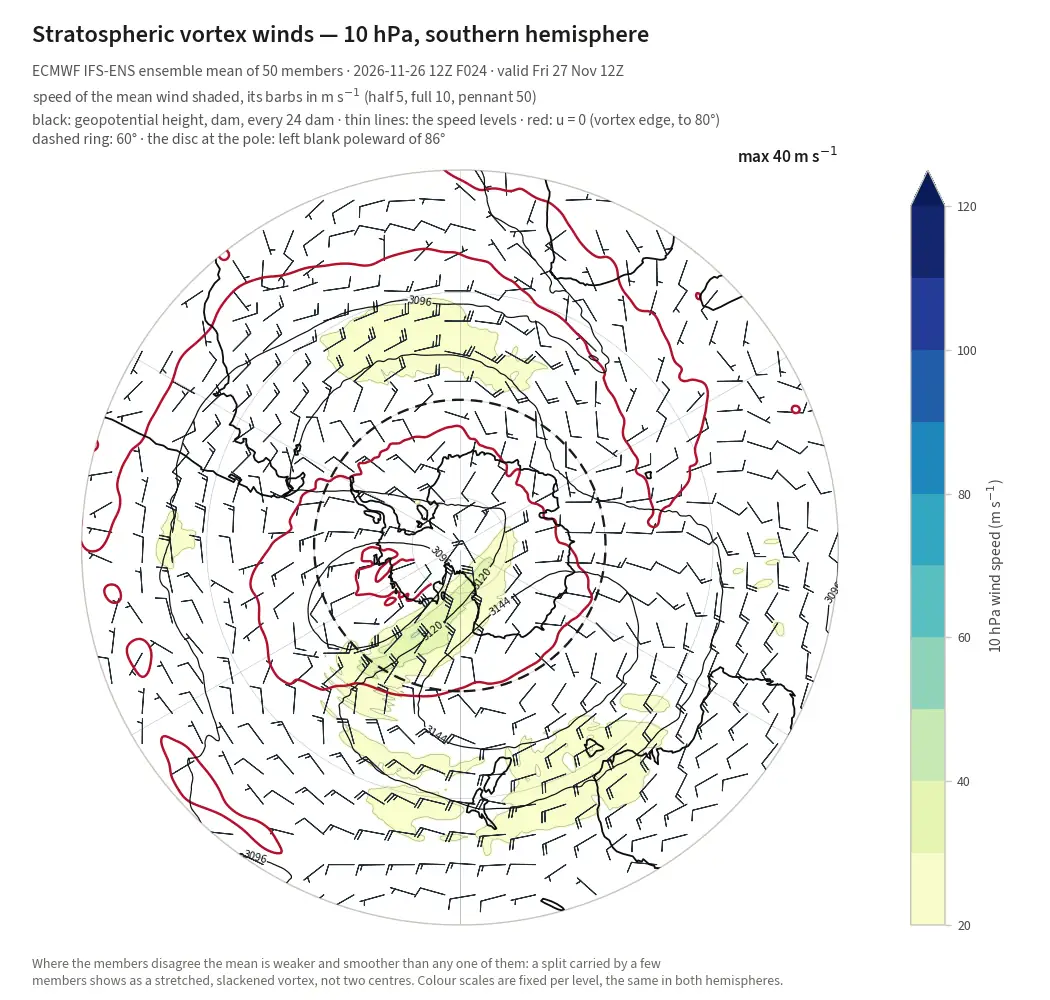 Stratospheric vortex winds — 10 hPa, southern hemisphere
ECMWF IFS-ENS ensemble mean of 50 members · 2026-11-26 12Z F024 · valid Fri 27 Nov 12Z
speed of the mean wind shaded, its barbs in m s⁻¹ (half 5, full 10, pennant 50)
black: geopotential height, dam, every 24 dam · thin lines: the speed levels · red: u = 0 (vortex edge, to 80°)
dashed ring: 60° · the disc at the pole: left blank poleward of 86°
max 40 m s⁻¹
120
100
80
60
40
20
10 hPa wind speed (m s⁻¹)
3096
3120
3144
3120
3144
3096
Where the members disagree the mean is weaker and smoother than any one of them: a split carried by a few
members shows as a stretched, slackened vortex, not two centres. Colour scales are fixed per level, the same in both hemispheres.